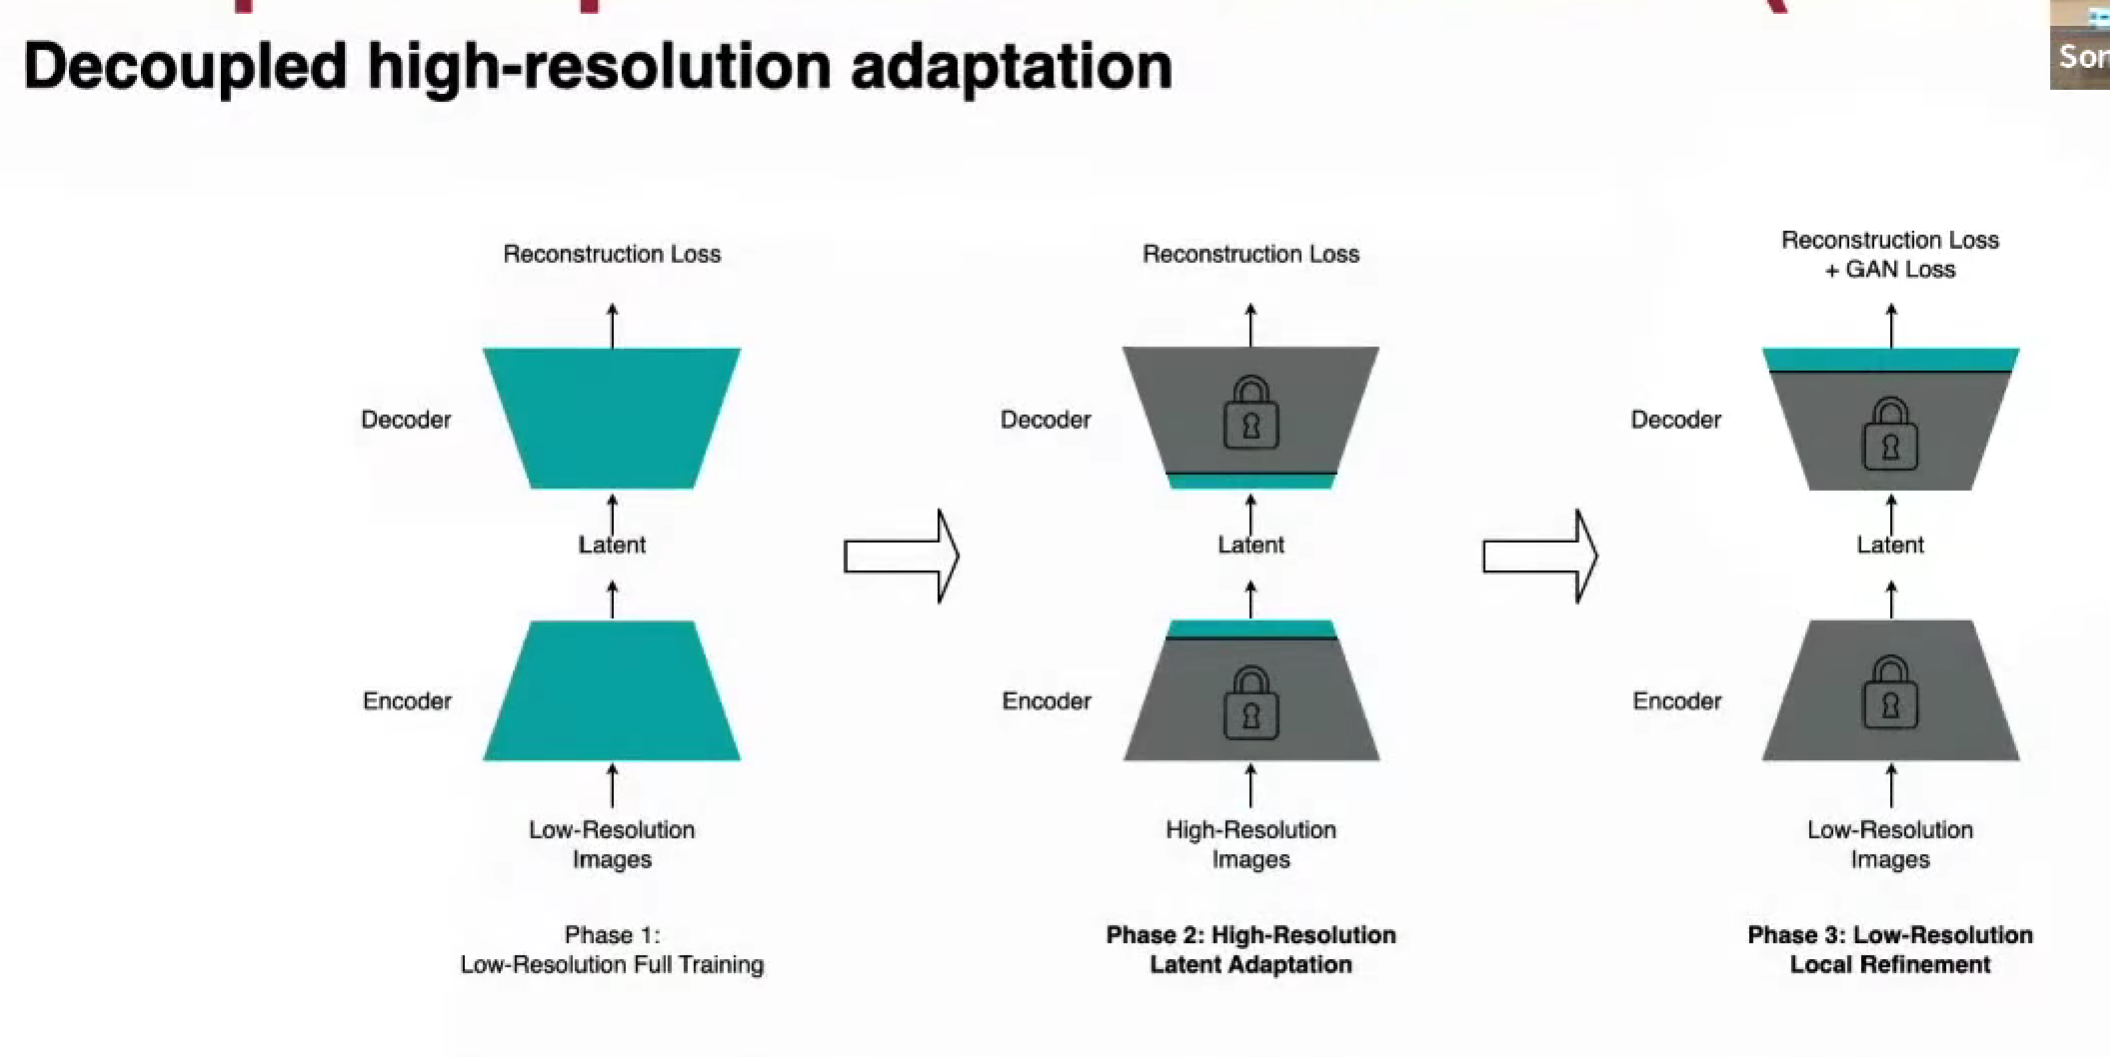 Decoupled high-resolution adaptation
Reconstruction Loss
Decoder
Latent
Encoder
Low-Resolution
Images
Phase 1:
Low-Resolution Full Training
Reconstruction Loss
Decoder
Latent
Encoder
High-Resolution
Images
Phase 2: High-Resolution
Latent Adaptation
Reconstruction Loss
+ GAN Loss
Decoder
Latent
Encoder
Low-Resolution
Images
Phase 3: Low-Resolution
Local Refinement